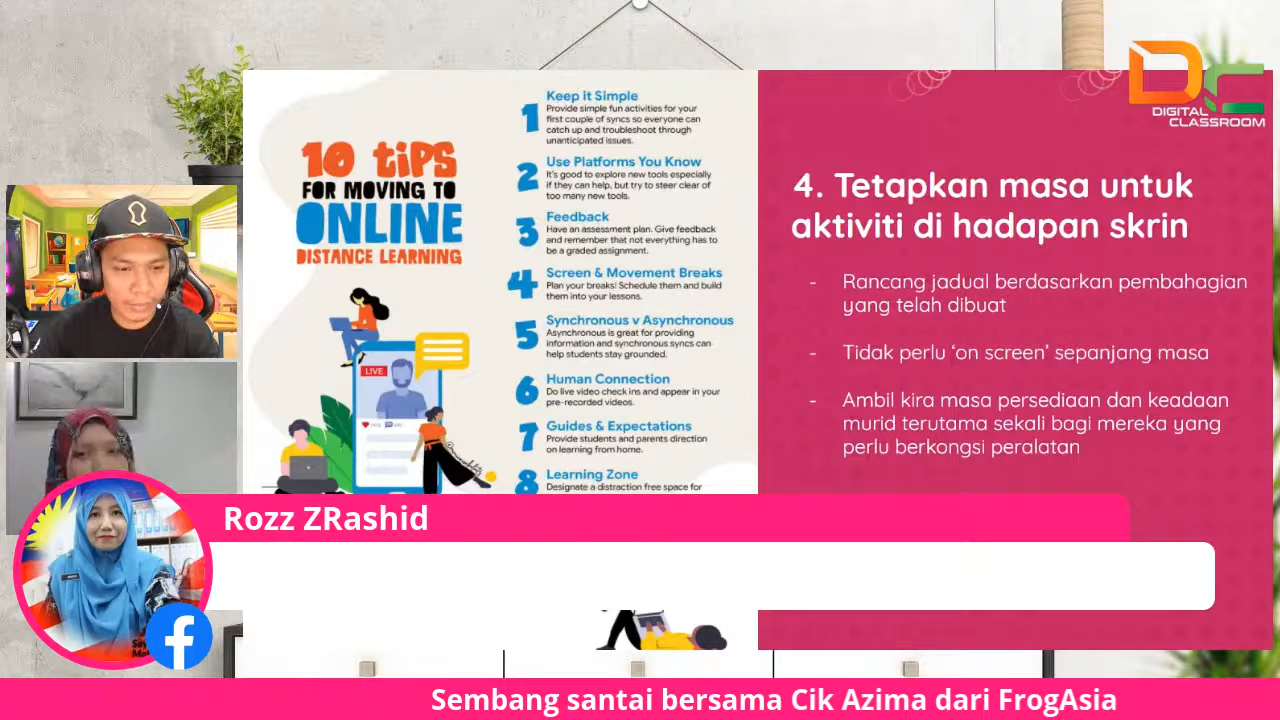 DIGITAL
CLASSROOM
10 TIPS
FOR MOVING TO
ONLINE
DISTANCE LEARNING
LIVE
1
Keep it Simple
Provide simple fun activities for your
first couple of syncs so everyone can
catch up and troubleshoot through
unanticipated issues.
2
Use Platforms You Know
It's good to explore new tools especially
if they can help, but try to steer clear of
too many new tools.
3
Feedback
Have an assessment plan. Give feedback
and remember that not everything has to
be a graded assignment.
4
Screen & Movement Breaks
Plan your breaks! Schedule them and build
them into your lessons.
5
Synchronous v Asynchronous
Asynchronous is great for providing
information and synchronous syncs can
help students stay grounded.
6
Human Connection
Do live video check ins and appear in your
pre-recorded videos.
7
Guides & Expectations
Provide students and parents direction
on learning from home.
8
Learning Zone
Designate a distraction free space for
4. Tetapkan masa untuk
aktiviti di hadapan skrin
- Rancang jadual berdasarkan pembahagian
yang telah dibuat
- Tidak perlu ‘on screen’ sepanjang masa
- Ambil kira masa persediaan dan keadaan
murid terutama sekali bagi mereka yang
perlu berkongsi peralatan
Rozz ZRashid
Sembang santai bersama Cik Azima dari FrogAsia